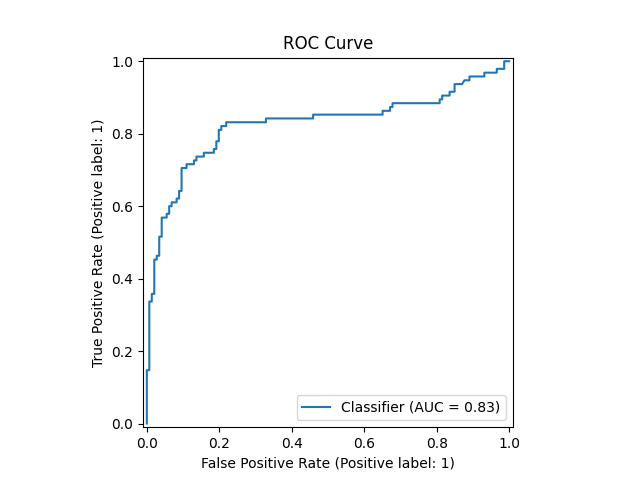 ROC Curve
1.0
0.8
0.6
0.4
0.2
0.0
True Positive Rate (Positive label: 1)
Classifier (AUC = 0.83)
0.0 0.2 0.4 0.6 0.8 1.0
False Positive Rate (Positive label: 1)